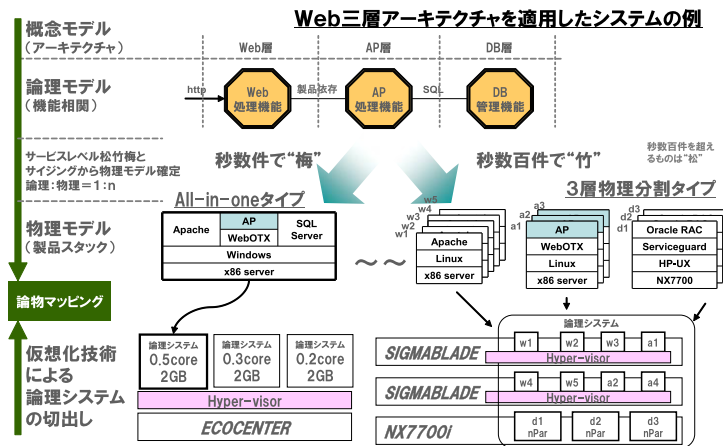 Web三層アーキテクチャを適用したシステムの例
概念モデル
（アーキテクチャ）
Web層
AP層
DB層
論理モデル
（機能相関）
http
Web
処理機能
製品依存
AP
処理機能
SQL
DB
管理機能
サービスレベル松竹梅と
サイジングから物理モデル確定
論理：物理＝１：n
秒数件で“梅”
秒数百件で“竹”
秒数百件を超え
るものは“松”
All-in-oneタイプ
３層物理分割タイプ
物理モデル
（製品スタック）
Apache
AP
WebOTX
SQL
Server
Windows
x86 server
～～
w5
w4
w3
w2
w1
Apache
Linux
x86 server
a3
a2
a1
AP
WebOTX
Linux
x86 server
d3
d2
d1
Oracle RAC
Serviceguard
HP-UX
NX7700
論物マッピング
仮想化技術
による
論理システム
の切出し
論理システム
0.5core
2GB
論理システム
0.3core
2GB
論理システム
0.2core
2GB
Hyper-visor
ECOCENTER
論理システム
SIGMABLADE
w1
w2
w3
a1
Hyper-visor
SIGMABLADE
w4
w5
a2
a4
Hyper-visor
NX7700i
d1
nPar
d2
nPar
d3
nPar